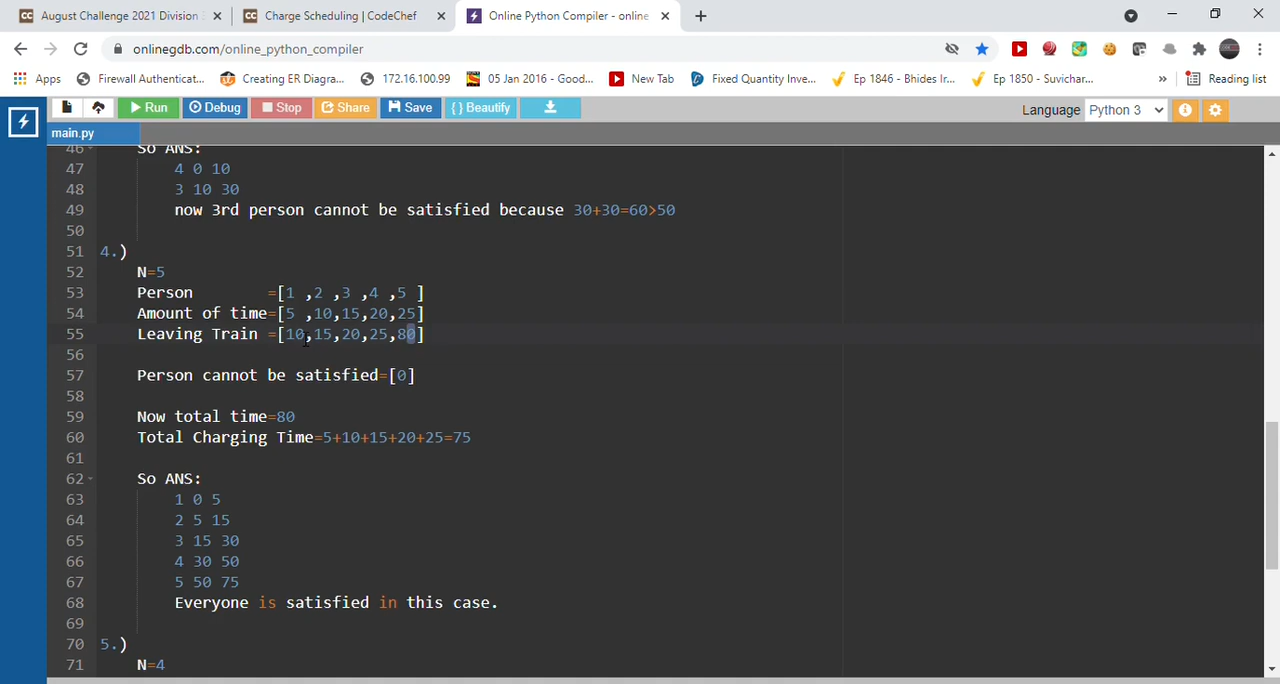 August Challenge 2021 Division
Charge Scheduling | CodeChef
Online Python Compiler - online
onlinegdb.com/online_python_compiler
Apps
Firewall Authenticat...
Creating ER Diagra...
172.16.100.99
05 Jan 2016 - Good...
New Tab
Fixed Quantity Inve...
Ep 1846 - Bhides Ir...
Ep 1850 - Suvichar...
»
Reading list
Run
Debug
Stop
Share
Save
{ } Beautify
Language Python 3
main.py
46 So ANS:
47 4 0 10
48 3 10 30
49 now 3rd person cannot be satisfied because 30+30=60>50
50
51 4.)
52 N=5
53 Person =[1 ,2 ,3 ,4 ,5 ]
54 Amount of time=[5 ,10,15,20,25]
55 Leaving Train =[10,15,20,25,80]
56
57 Person cannot be satisfied=[0]
58
59 Now total time=80
60 Total Charging Time=5+10+15+20+25=75
61
62 So ANS:
63 1 0 5
64 2 5 15
65 3 15 30
66 4 30 50
67 5 50 75
68 Everyone is satisfied in this case.
69
70 5.)
71 N=4